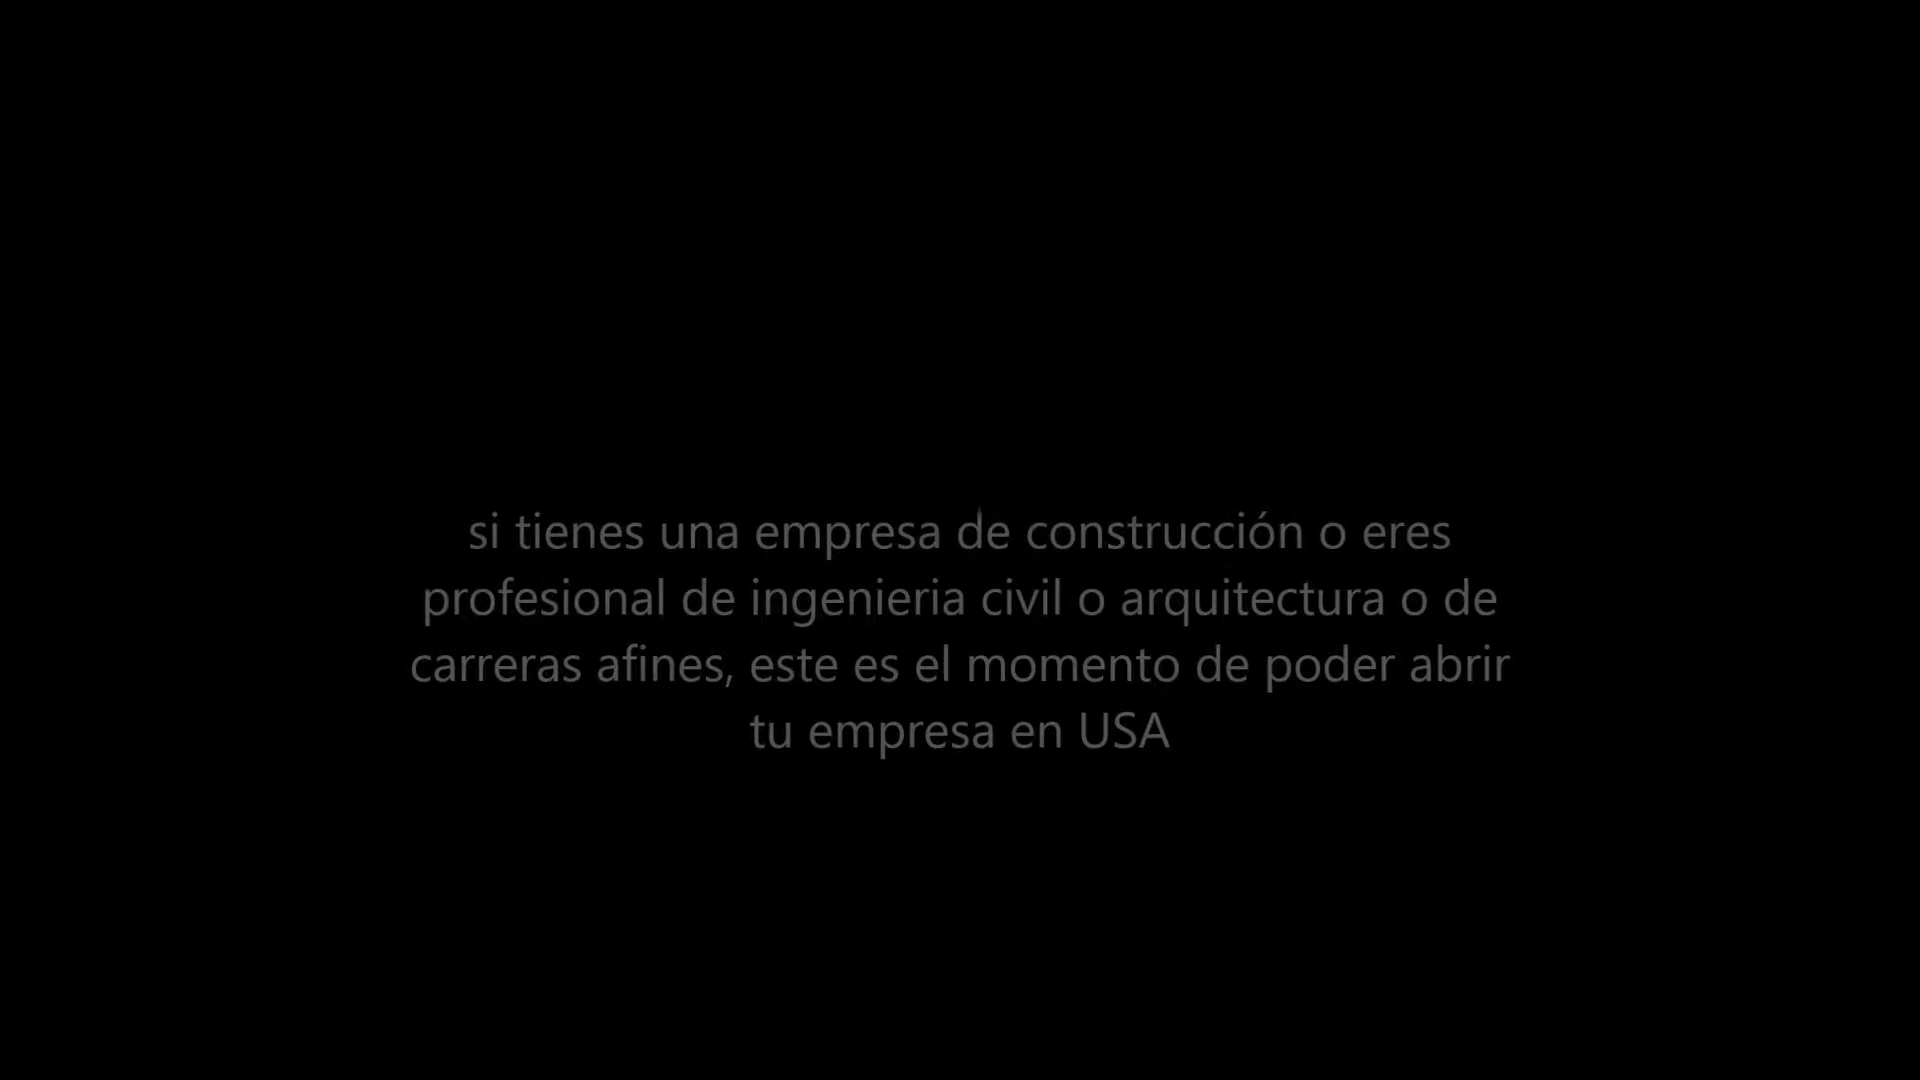 si tienes una empresa de construcción o eres
profesional de ingenieria civil o arquitectura o de
carreras afines, este es el momento de poder abrir
tu empresa en USA